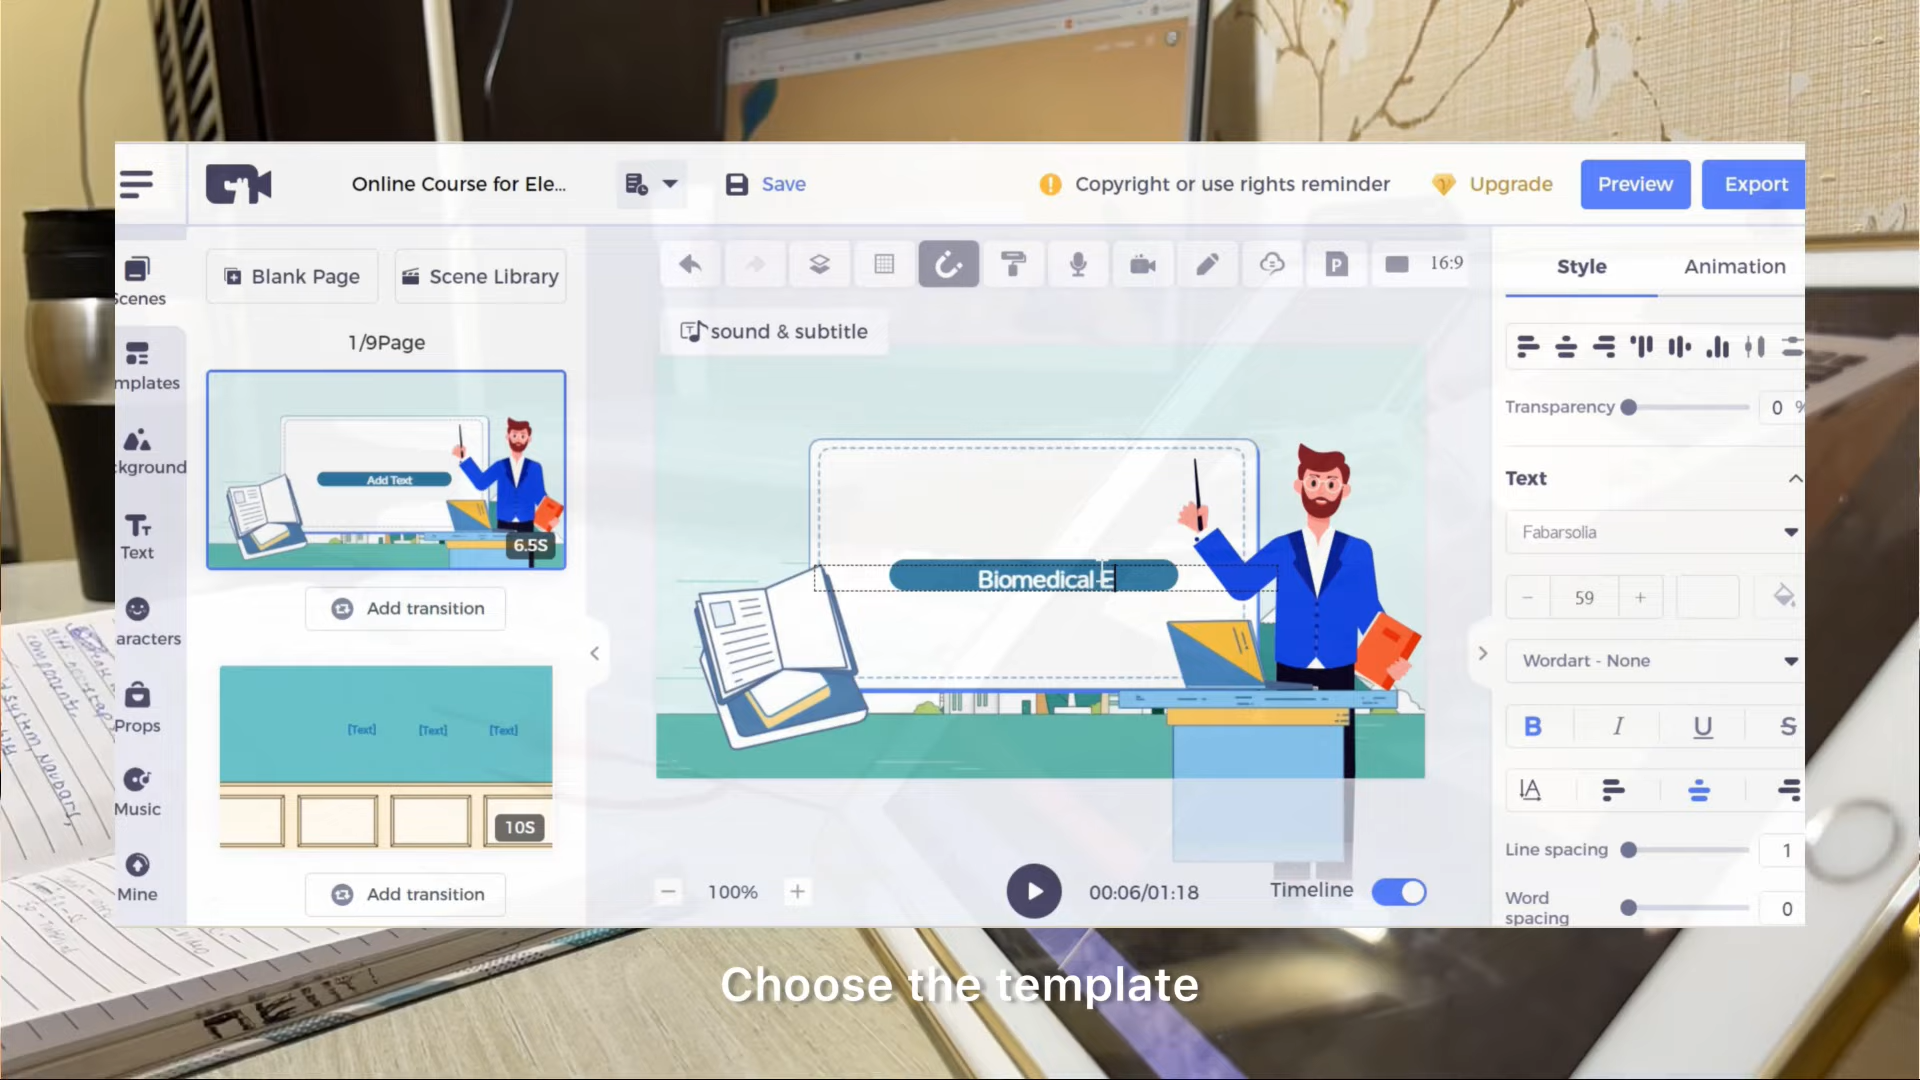 Online Course for Ele...
Save
Copyright or use rights reminder
Upgrade
Preview
Export
Scenes
Blank Page
Scene Library
16:9
Style
Animation
sound & subtitle
1/9Page
mplates
Transparency
0 %
kground
Text
Add Text
Fabarsolia
Text
6.5S
Biomedical E
59
Add transition
aracters
Wordart - None
Props
[Text] [Text] [Text]
B I U S
Music
10S
Line spacing
1
Mine
Add transition
100%
00:06/01:18
Timeline
Word
spacing
0
Choose the template